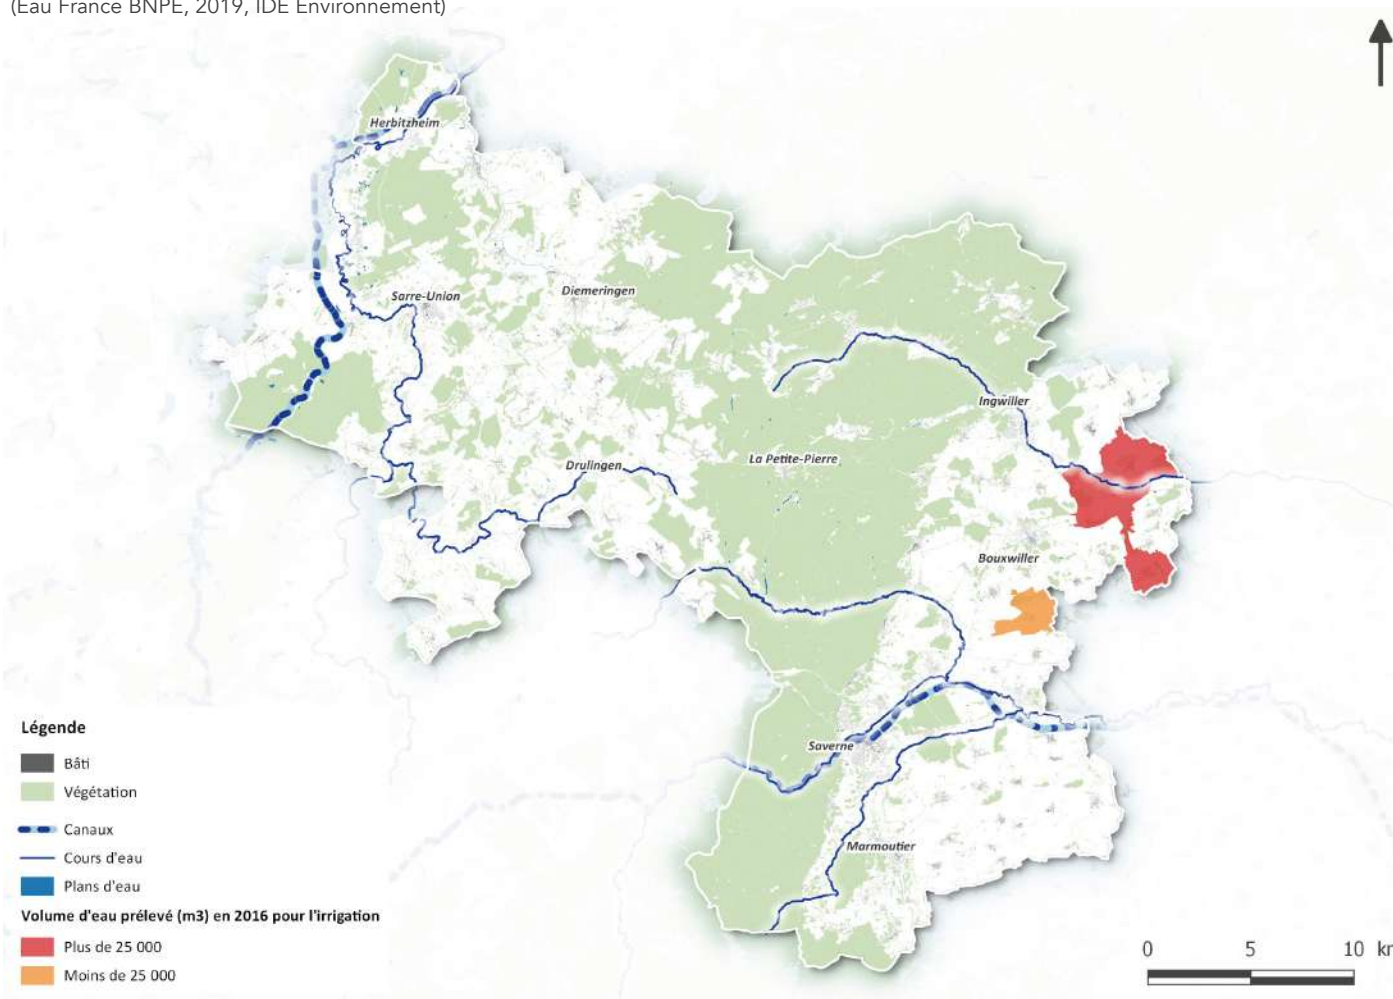 (Eau France BNPE, 2019, IDE Environnement)
Herbitzheim
Sarre-Union
Diemeringen
Ingwiller
Drulingen
La Petite-Pierre
Bouxwiller
Saverne
Marmoutier
Légende
Bâti
Végétation
Canaux
Cours d'eau
Plans d'eau
Volume d'eau prélevé (m3) en 2016 pour l'irrigation
Plus de 25 000
Moins de 25 000
0 5 10 km